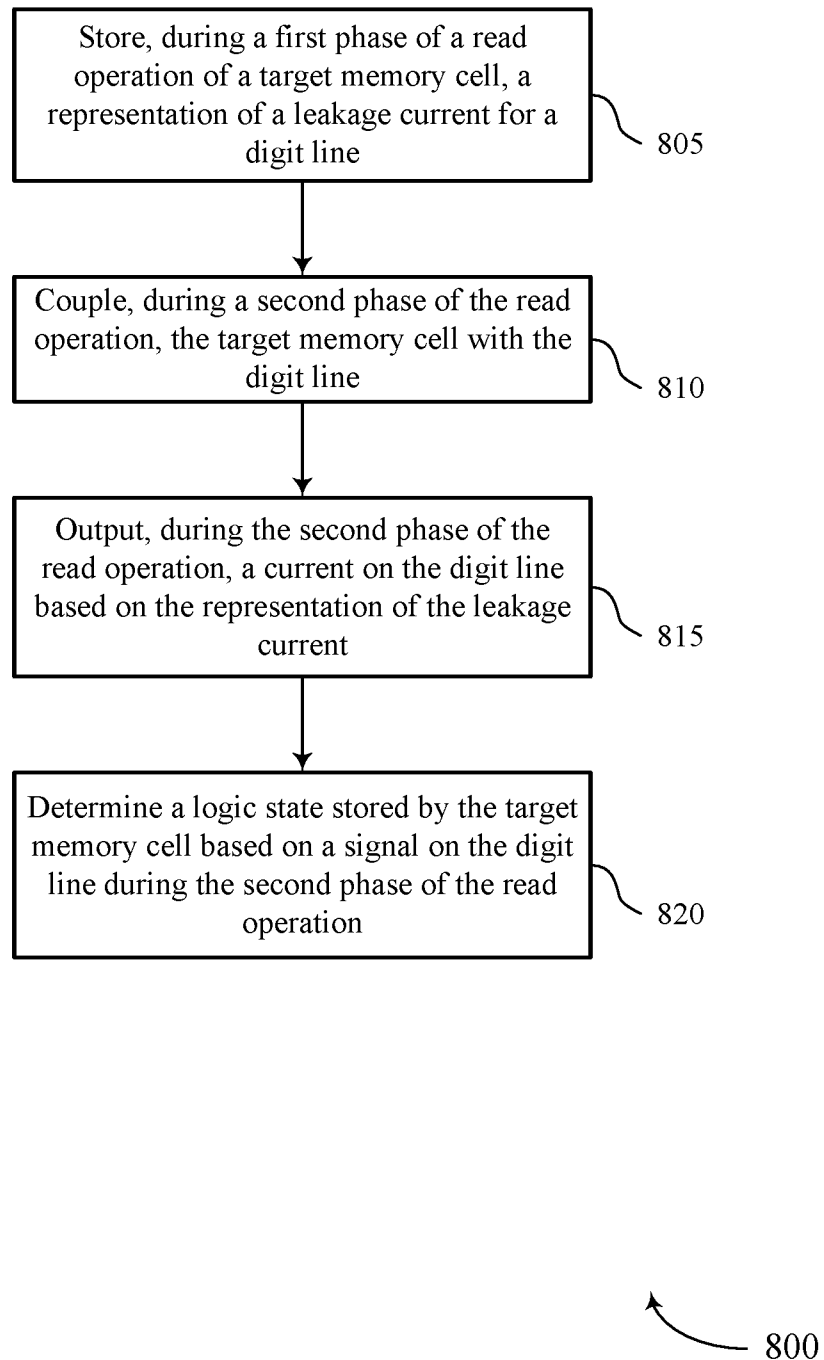 Store, during a first phase of a read
operation of a target memory cell, a
representation of a leakage current for a
digit line
805
Couple, during a second phase of the read
operation, the target memory cell with the
digit line
810
Output, during the second phase of the
read operation, a current on the digit line
based on the representation of the leakage
current
815
Determine a logic state stored by the target
memory cell based on a signal on the digit
line during the second phase of the read
operation
820
800